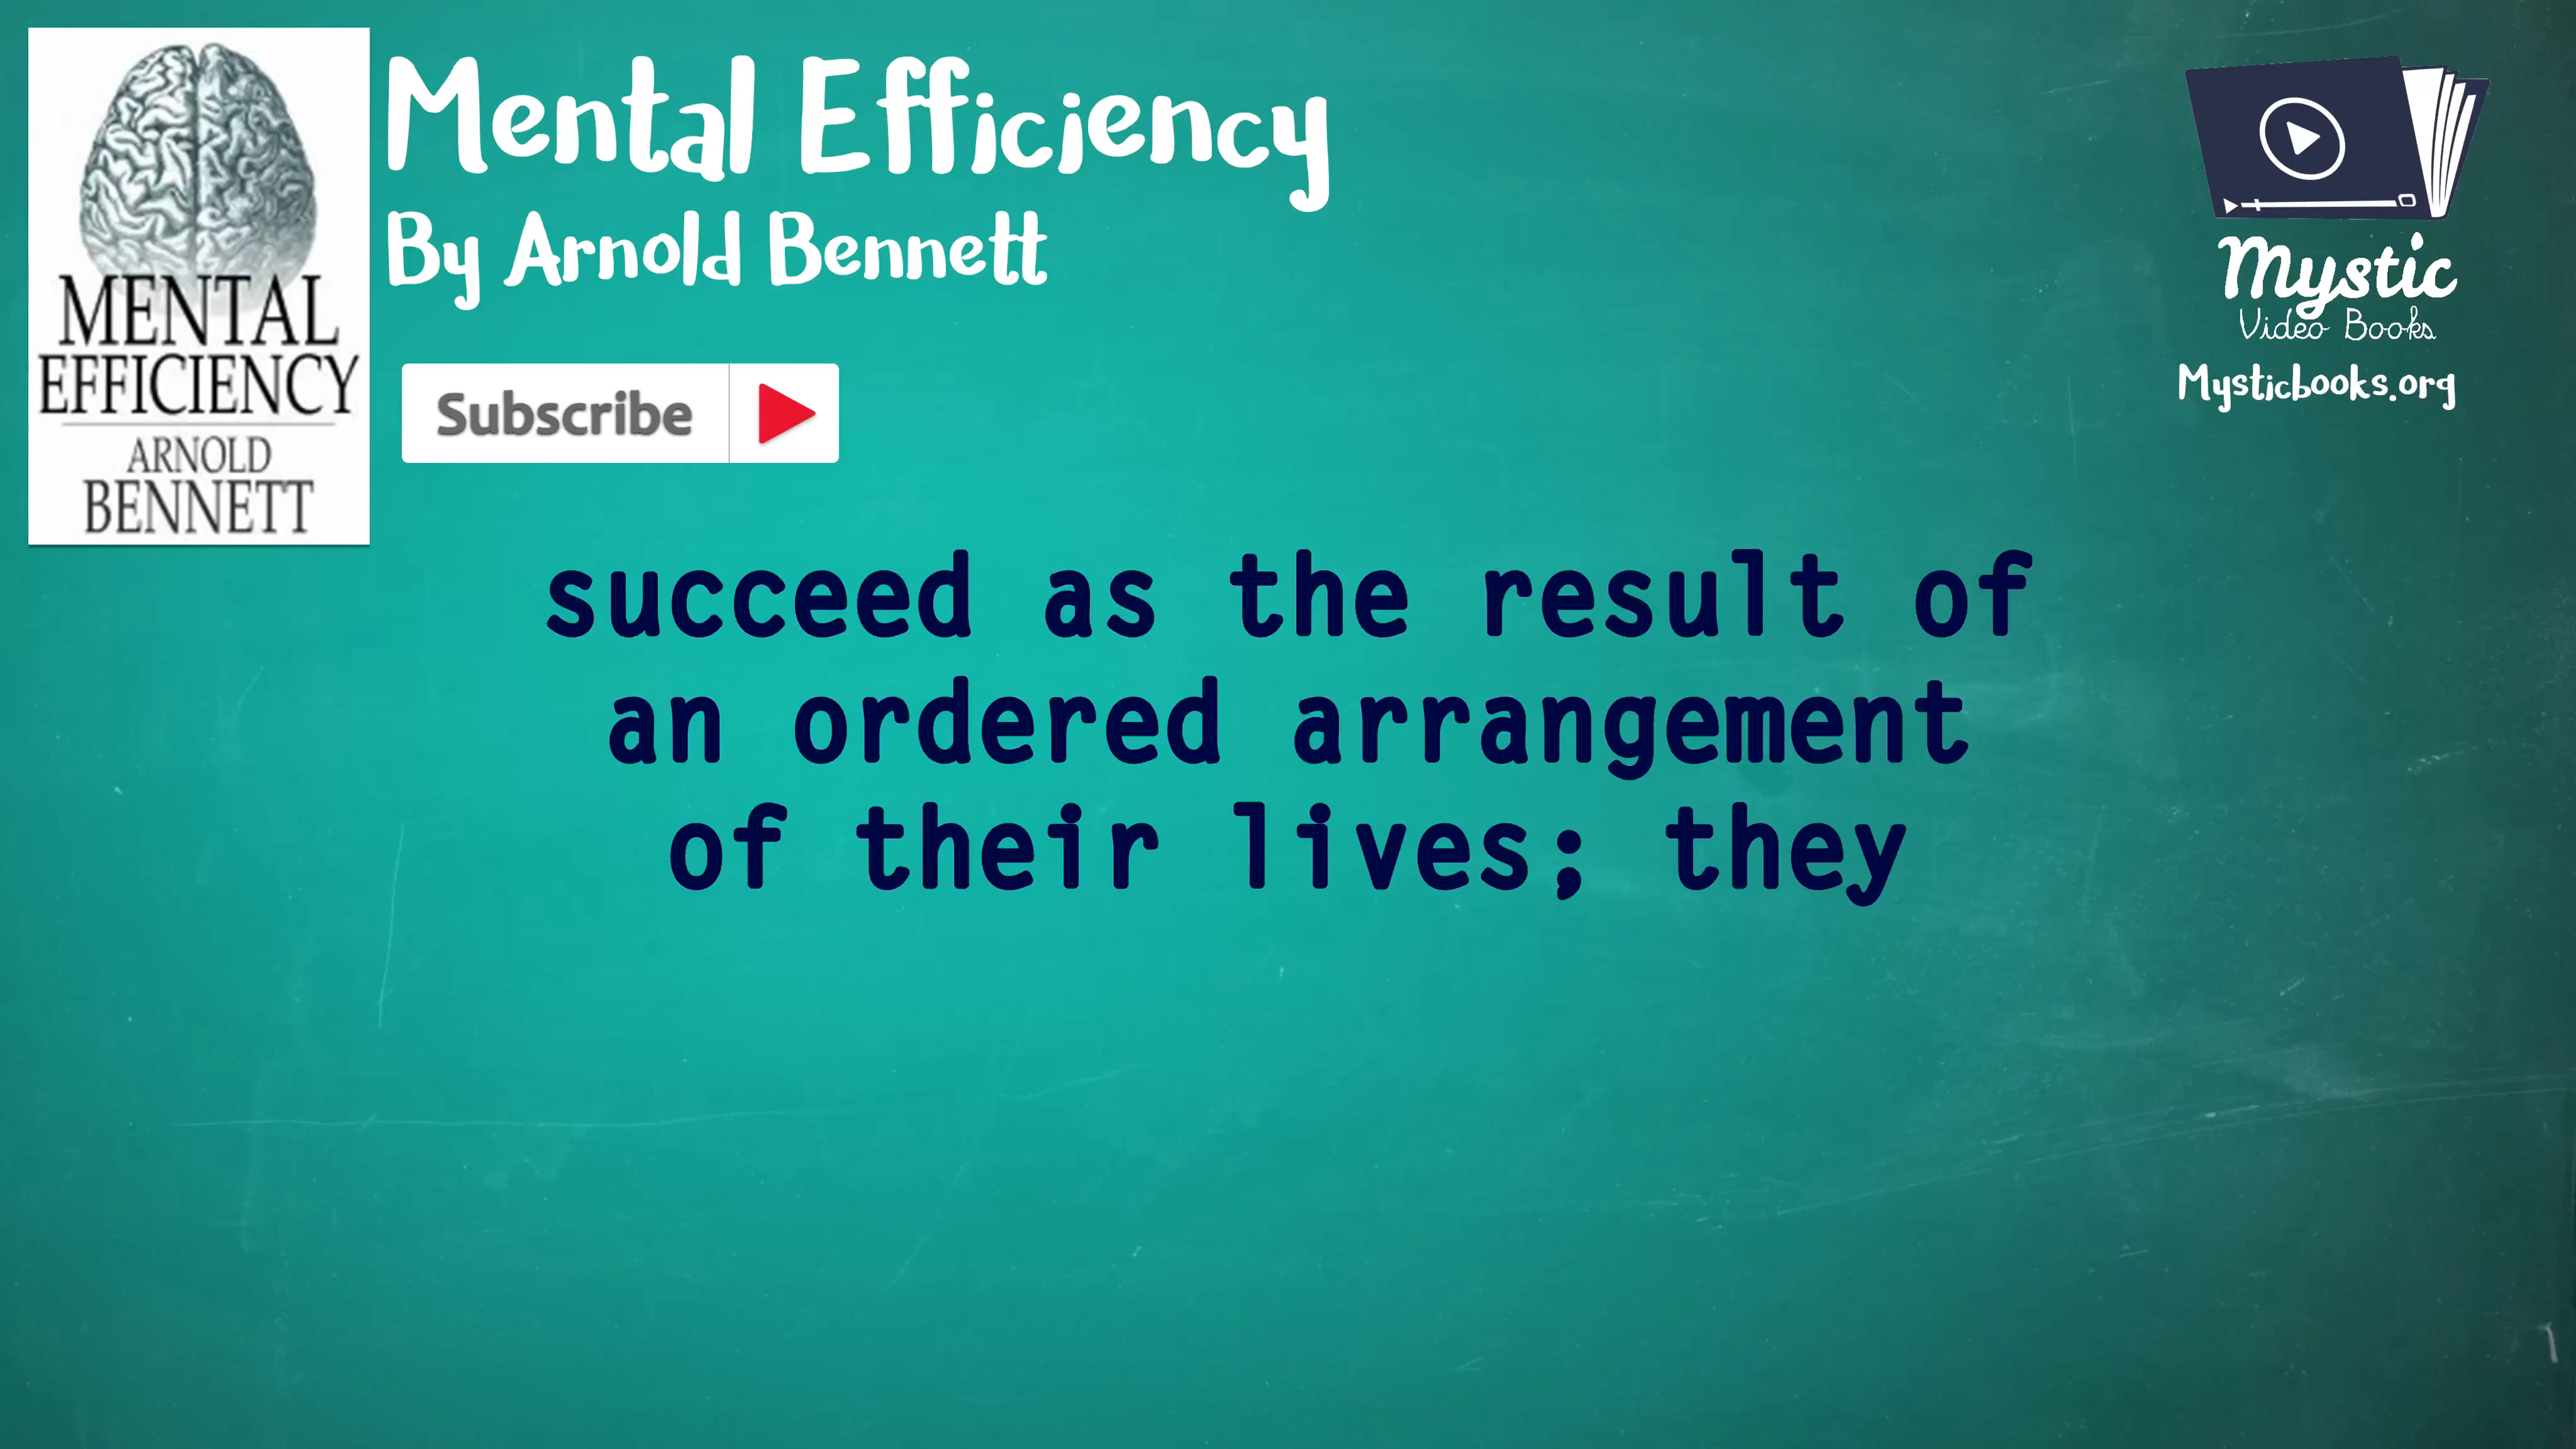 MENTAL
EFFICIENCY
ARNOLD
BENNETT
Mental Efficiency
By Arnold Bennett
Subscribe
Mystic
Video Books
Mysticbooks.org
succeed as the result of
an ordered arrangement
of their lives; they